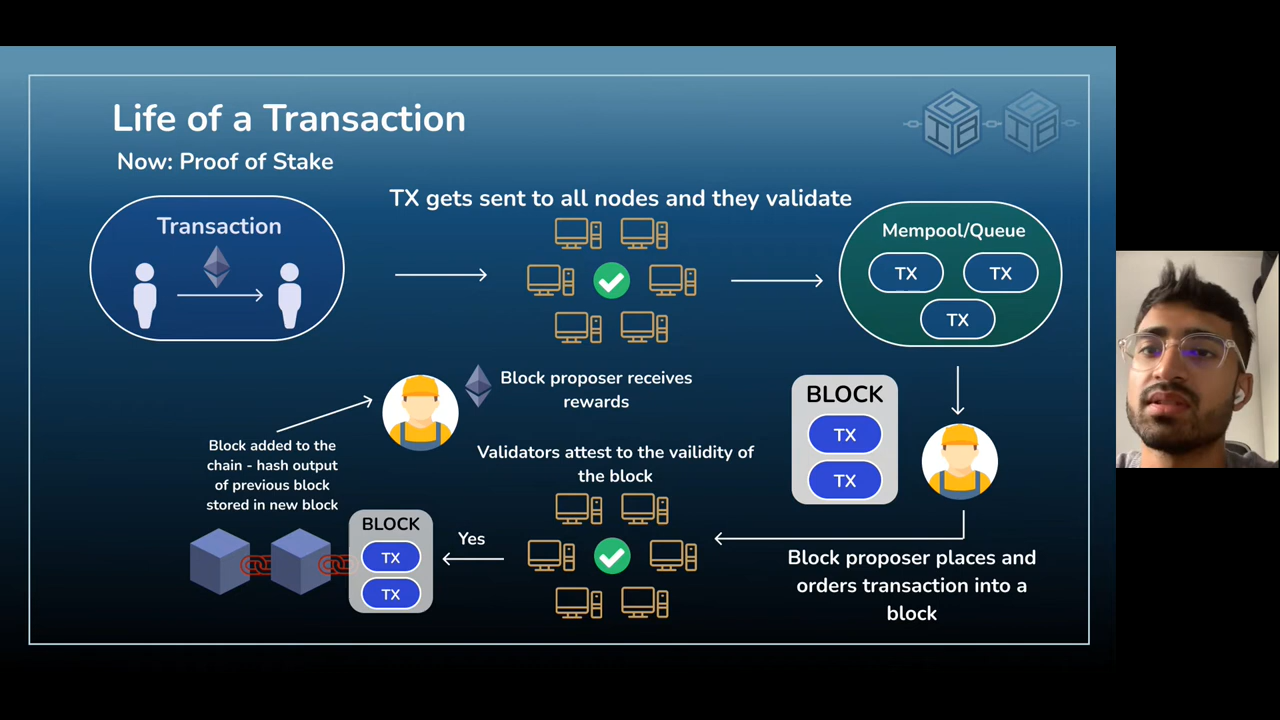 Life of a Transaction
Now: Proof of Stake
TX gets sent to all nodes and they validate
Transaction
Mempool/Queue
TX
TX
TX
BLOCK
TX
TX
Block proposer places and
orders transaction into a
block
Validators attest to the vailidity of
the block
Yes
BLOCK
TX
TX
Block added to the
chain - hash output
of previous block
stored in new block
Block proposer receives
rewards